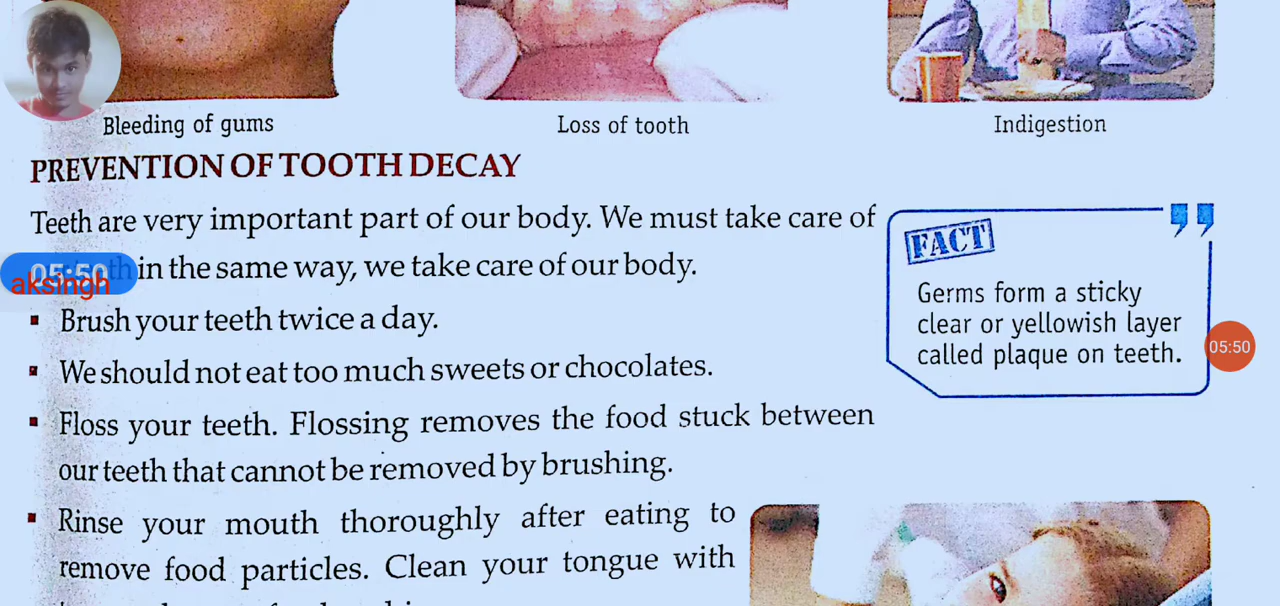 Bleeding of gums
Loss of tooth
Indigestion
PREVENTION OF TOOTH DECAY
Teeth are very important part of our body. We must take care of
in the same way, we take care of our body.
05:50
aksingh
Brush your teeth twice a day.
We should not eat too much sweets or chocolates.
Floss your teeth. Flossing removes the food stuck between
our teeth that cannot be removed by brushing.
Rinse your mouth thoroughly after eating to
remove food particles. Clean your tongue with
FACT
Germs form a sticky
clear or yellowish layer
called plaque on teeth.
05:50